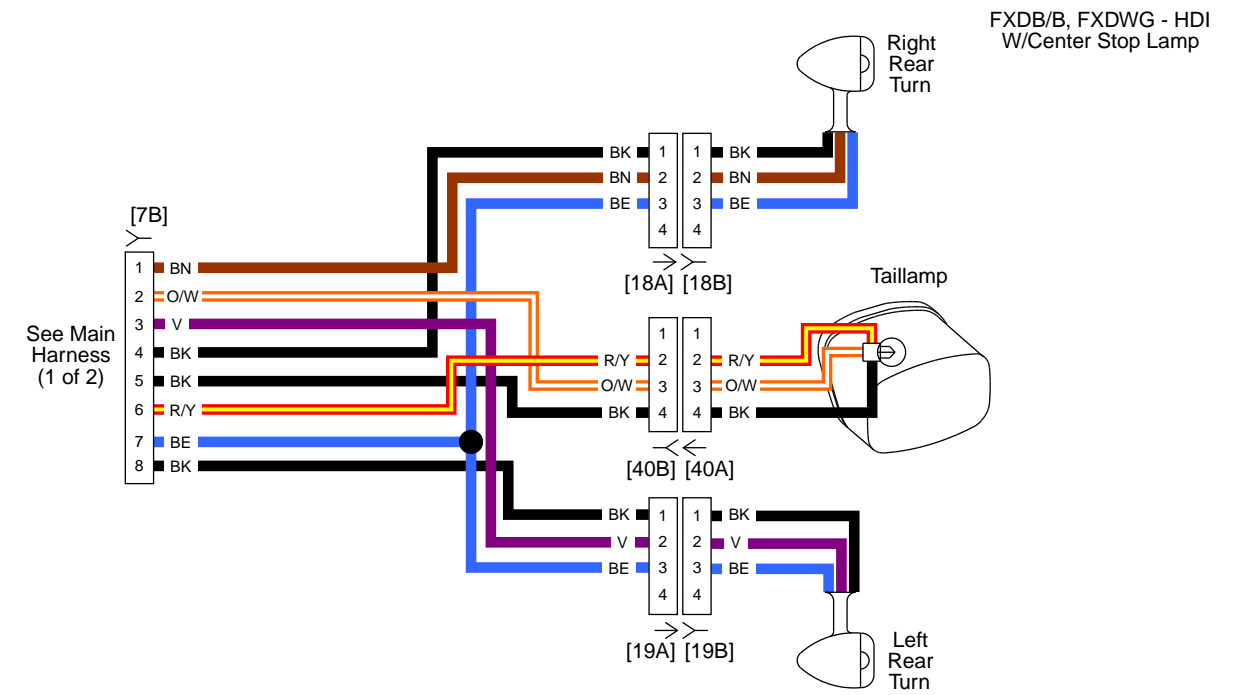 FXDB/B, FXDWG - HDI
W/Center Stop Lamp
Right
Rear
Turn
BK 1 1 BK
BN 2 2 BN
BE 3 3 BE
4 4
[18A] [18B]
[7B]
1 BN
2 O/W
3 V
4 BK
5 BK
6 R/Y
7 BE
8 BK
See Main
Harness
(1 of 2)
Taillamp
1 1
R/Y 2 2 R/Y
O/W 3 3 O/W
BK 4 4 BK
[40B] [40A]
BK 1 1 BK
V 2 2 V
BE 3 3 BE
4 4
[19A] [19B]
Left
Rear
Turn